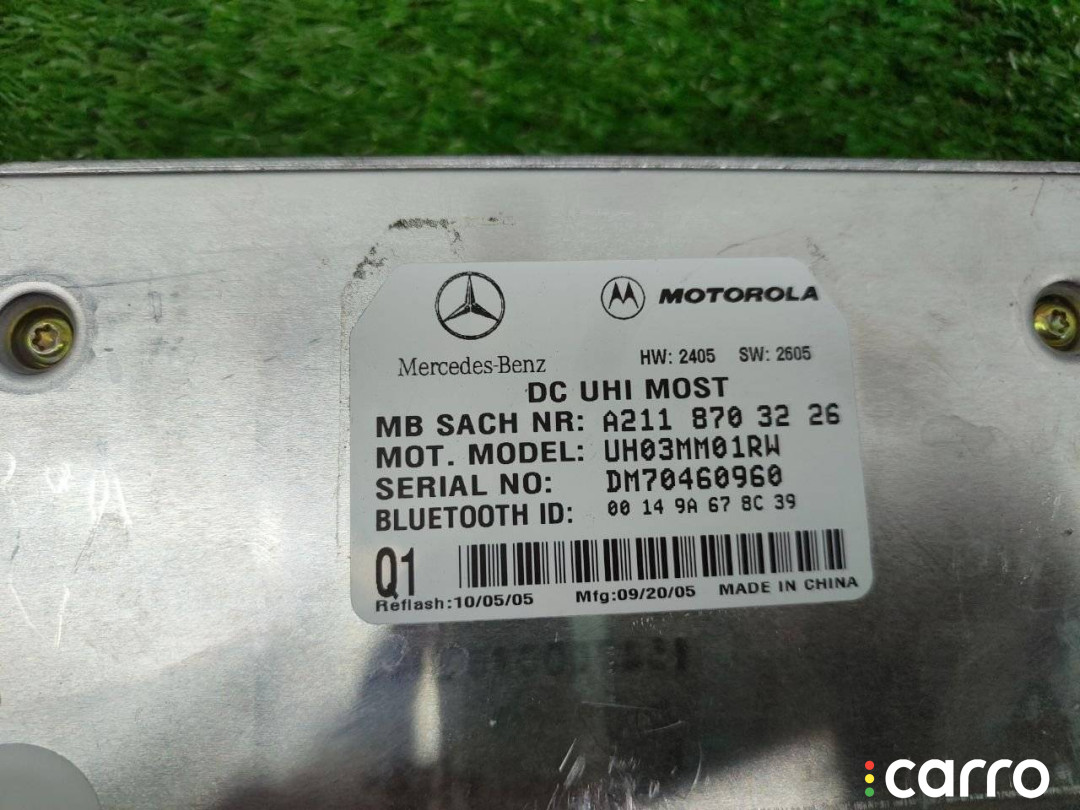 MOTOROLA
Mercedes-Benz
HW: 2405 SW: 2605
DC UHI MOST
MB SACH NR: A211 870 32 26
MOT. MODEL: UH03MM01RW
SERIAL NO: DM70460960
BLUETOOTH ID: 00 14 9A 67 8C 39
Q1
Reflash:10/05/05 Mfg:09/20/05 MADE IN CHINA
carro